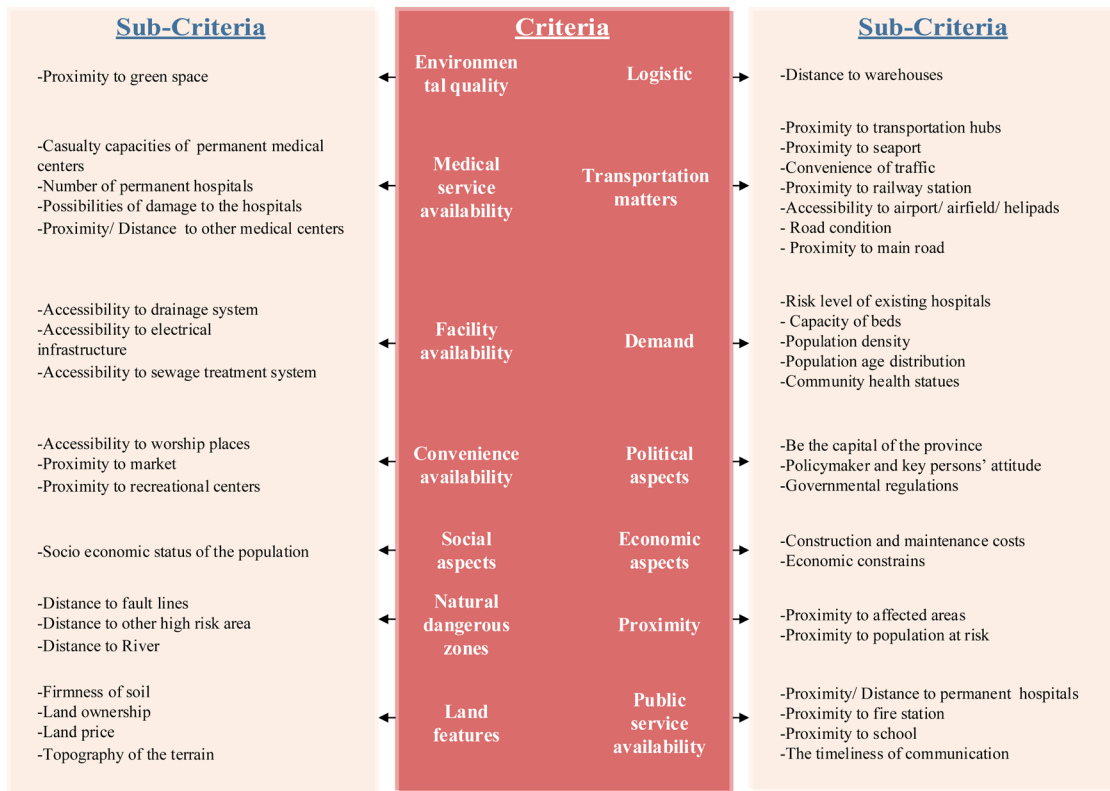 Sub-Criteria
-Proximity to green space
-Casualty capacities of permanent medical
centers
-Number of permanent hospitals
-Possibilities of damage to the hospitals
-Proximity/ Distance to other medical centers
-Accessibility to drainage system
-Accessibility to electrical
infrastructure
-Accessibility to sewage treatment system
-Accessibility to worship places
-Proximity to market
-Proximity to recreational centers
-Socio economic status of the population
-Distance to fault lines
-Distance to other high risk area
-Distance to River
-Firmness of soil
-Land ownership
-Land price
-Topography of the terrain
Criteria
Environmen
tal quality
Medical
service
availability
Facility
availability
Convenience
availability
Social
aspects
Natural
dangerous
zones
Land
features
Logistic
Transportation
matters
Demand
Political
aspects
Economic
aspects
Proximity
Public
service
availability
Sub-Criteria
-Distance to warehouses
-Proximity to transportation hubs
-Proximity to seaport
-Convenience of traffic
-Proximity to railway station
-Accessibility to airport/ airfield/ helipads
- Road condition
- Proximity to main road
-Risk level of existing hospitals
- Capacity of beds
-Population density
-Population age distribution
-Community health statues
-Be the capital of the province
-Policymaker and key persons’ attitude
-Governmental regulations
-Construction and maintenance costs
-Economic constrains
-Proximity to affected areas
-Proximity to population at risk
-Proximity/ Distance to permanent hospitals
-Proximity to fire station
-Proximity to school
-The timeliness of communication